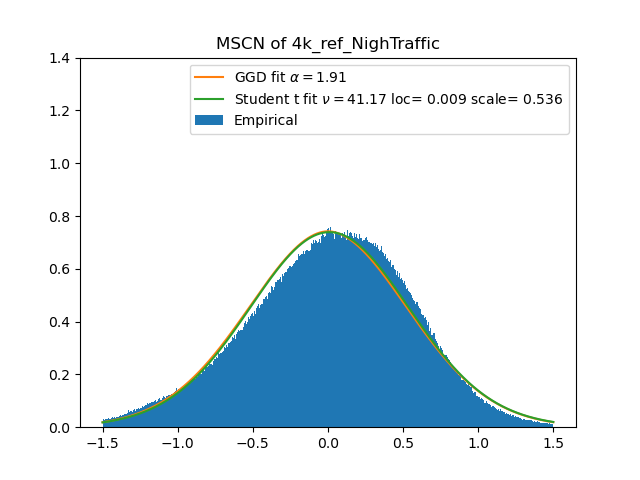 MSCN of 4k_ref_NighTraffic
GGD fit α = 1.91
Student t fit ν = 41.17 loc= 0.009 scale= 0.536
Empirical
1.4
1.2
1.0
0.8
0.6
0.4
0.2
0.0
−1.5 −1.0 −0.5 0.0 0.5 1.0 1.5